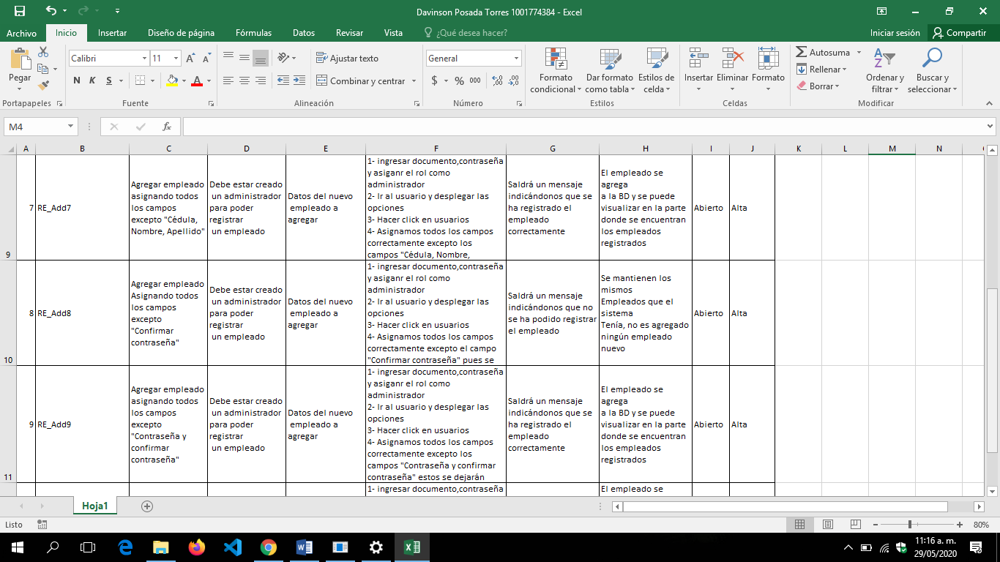 Davinson Posada Torres 1001774384 - Excel
Archivo Inicio Insertar Diseño de página Fórmulas Datos Revisar Vista ¿Qué desea hacer? Iniciar sesión Compartir
Pegar
Portapapeles
Calibri 11
N K S
Fuente
Ajustar texto
Combinar y centrar
Alineación
General
$ % 000
Número
Formato condicional
Dar formato como tabla
Estilos de celda
Estilos
Insertar Eliminar Formato
Celdas
Autosuma
Rellenar
Borrar
Ordenar y filtrar
Buscar y seleccionar
Modificar
M4
fx
A B C D E F G H I J K L M N
9
7
RE_Add7
Agregar empleado
asignando todos
los campos
excepto "Cédula,
Nombre, Apellido"
Debe estar creado
un administrador
para poder
registrar
un empleado
Datos del nuevo
empleado a
agregar
1- ingresar documento,contraseña
y asiganr el rol como
administrador
2- Ir al usuario y desplegar las
opciones
3- Hacer click en usuarios
4- Asignamos todos los campos
correctamente excepto los
campos "Cédula, Nombre,
Saldrá un mensaje
indicándonos que se
ha registrado el
empleado
correctamente
El empleado se
agrega
a la BD y se puede
visualizar en la parte
donde se encuentran
los empleados
registrados
Abierto
Alta
10
8
RE_Add8
Agregar empleado
Asignando todos
los campos
excepto
"Confirmar
contraseña"
Debe estar creado
un administrador
para poder
registrar
un empleado
Datos del nuevo
empleado a
agregar
1- ingresar documento,contraseña
y asiganr el rol como
administrador
2- Ir al usuario y desplegar las
opciones
3- Hacer click en usuarios
4- Asignamos todos los campos
correctamente excepto el campo
"Confirmar contraseña" pues se
Saldrá un mensaje
indicándonos que no
se ha podido registrar
el empleado
Se mantienen los
mismos
Empleados que el
sistema
Tenía, no es agregado
ningún empleado
nuevo
Abierto
Alta
11
9
RE_Add9
Agregar empleado
asignando todos
los campos
excepto
"Contraseña y
confirmar
contraseña"
Debe estar creado
un administrador
para poder
registrar
un empleado
Datos del nuevo
empleado a
agregar
1- ingresar documento,contraseña
y asiganr el rol como
administrador
2- Ir al usuario y desplegar las
opciones
3- Hacer click en usuarios
4- Asignamos todos los campos
correctamente excepto los
campos "Contraseña y confirmar
contraseña" estos se dejarán
Saldrá un mensaje
indicándonos que se
ha registrado el
empleado
correctamente
El empleado se
agrega
a la BD y se puede
visualizar en la parte
donde se encuentran
los empleados
registrados
Abierto
Alta
1- ingresar documento,contraseña
El empleado se
Hoja1
Listo
80%
11:16 a. m.
29/05/2020